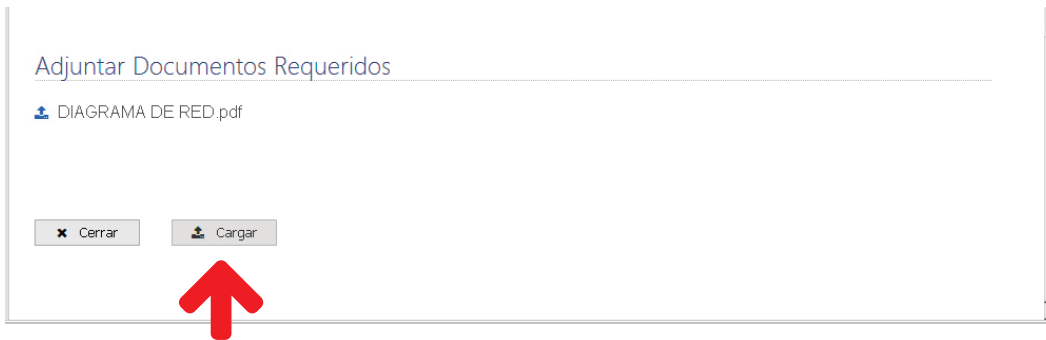 Adjuntar Documentos Requeridos
DIAGRAMA DE RED.pdf
Cerrar Cargar